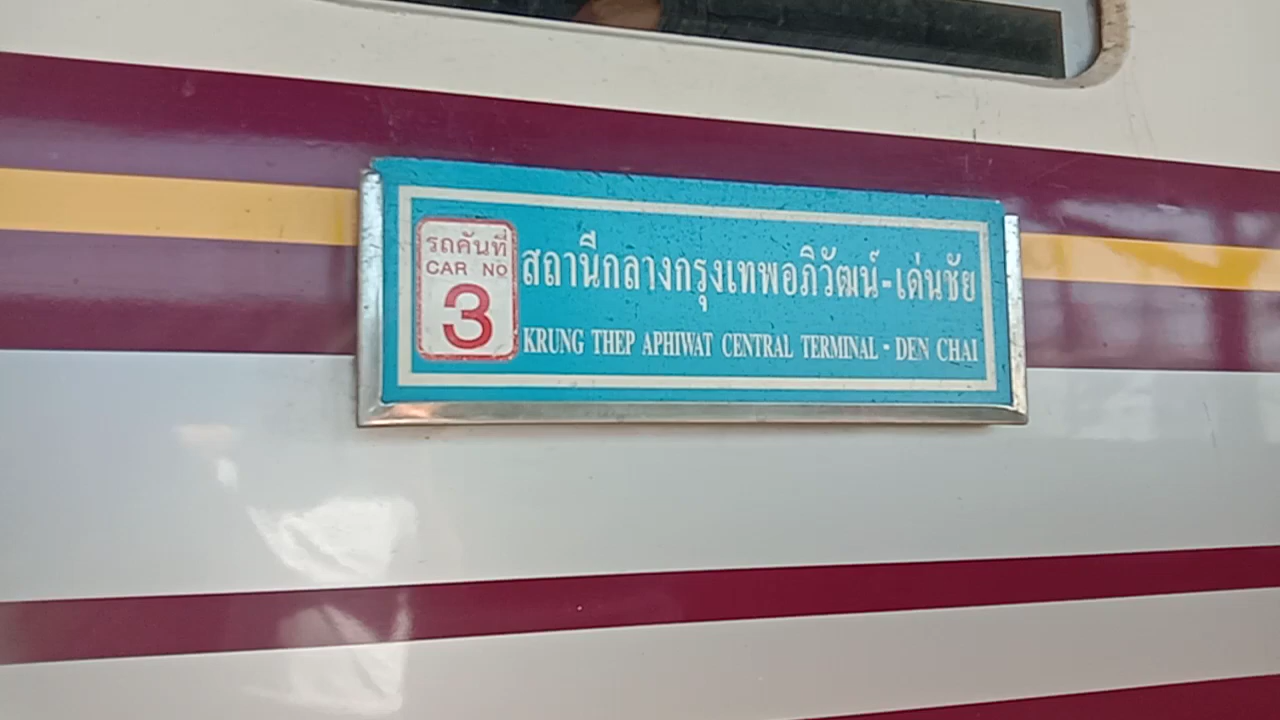 รถคันที่
CAR NO
3
สถานีกลางกรุงเทพอภิวัฒน์-เด่นชัย
KRUNG THEP APHIWAT CENTRAL TERMINAL - DEN CHAI